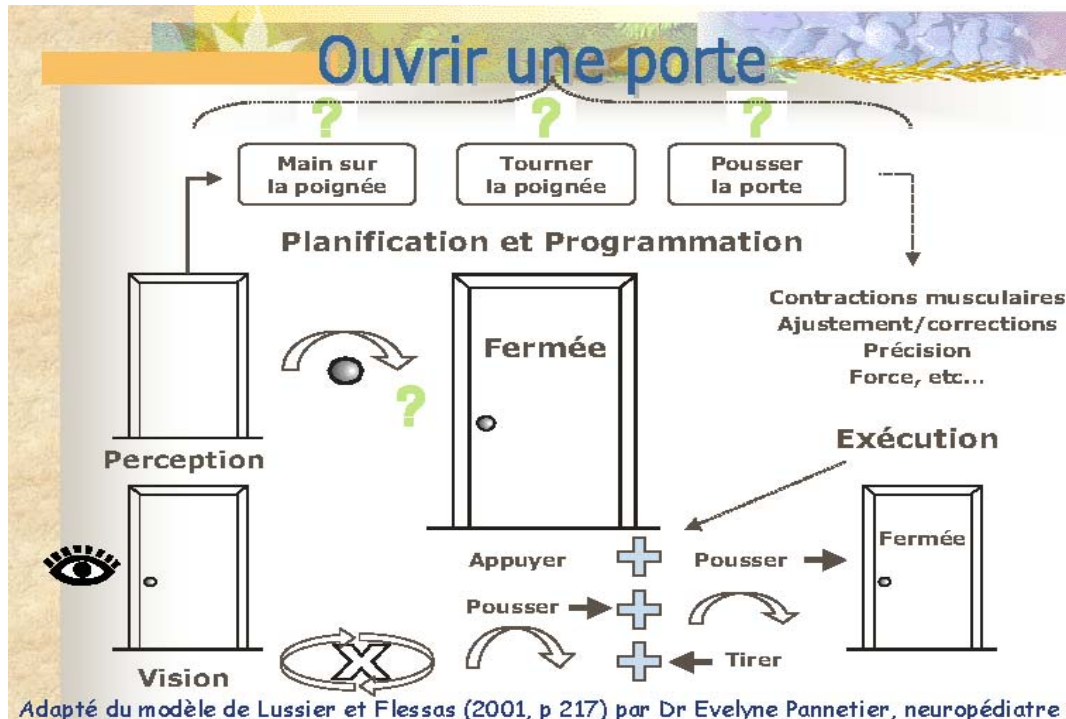 Ouvrir une porte
? ? ?
Main sur
la poignée
Tourner
la poignée
Pousser
la porte
Planification et Programmation
Contractions musculaires
Ajustement/corrections
Précision
Force, etc...
Fermée
?
Perception
Exécution
Fermée
Appuyer
Pousser
Pousser
Tirer
X
Vision
Adapté du modèle de Lussier et Flessas (2001, p 217) par Dr Evelyne Pannetier, neuropédiatre